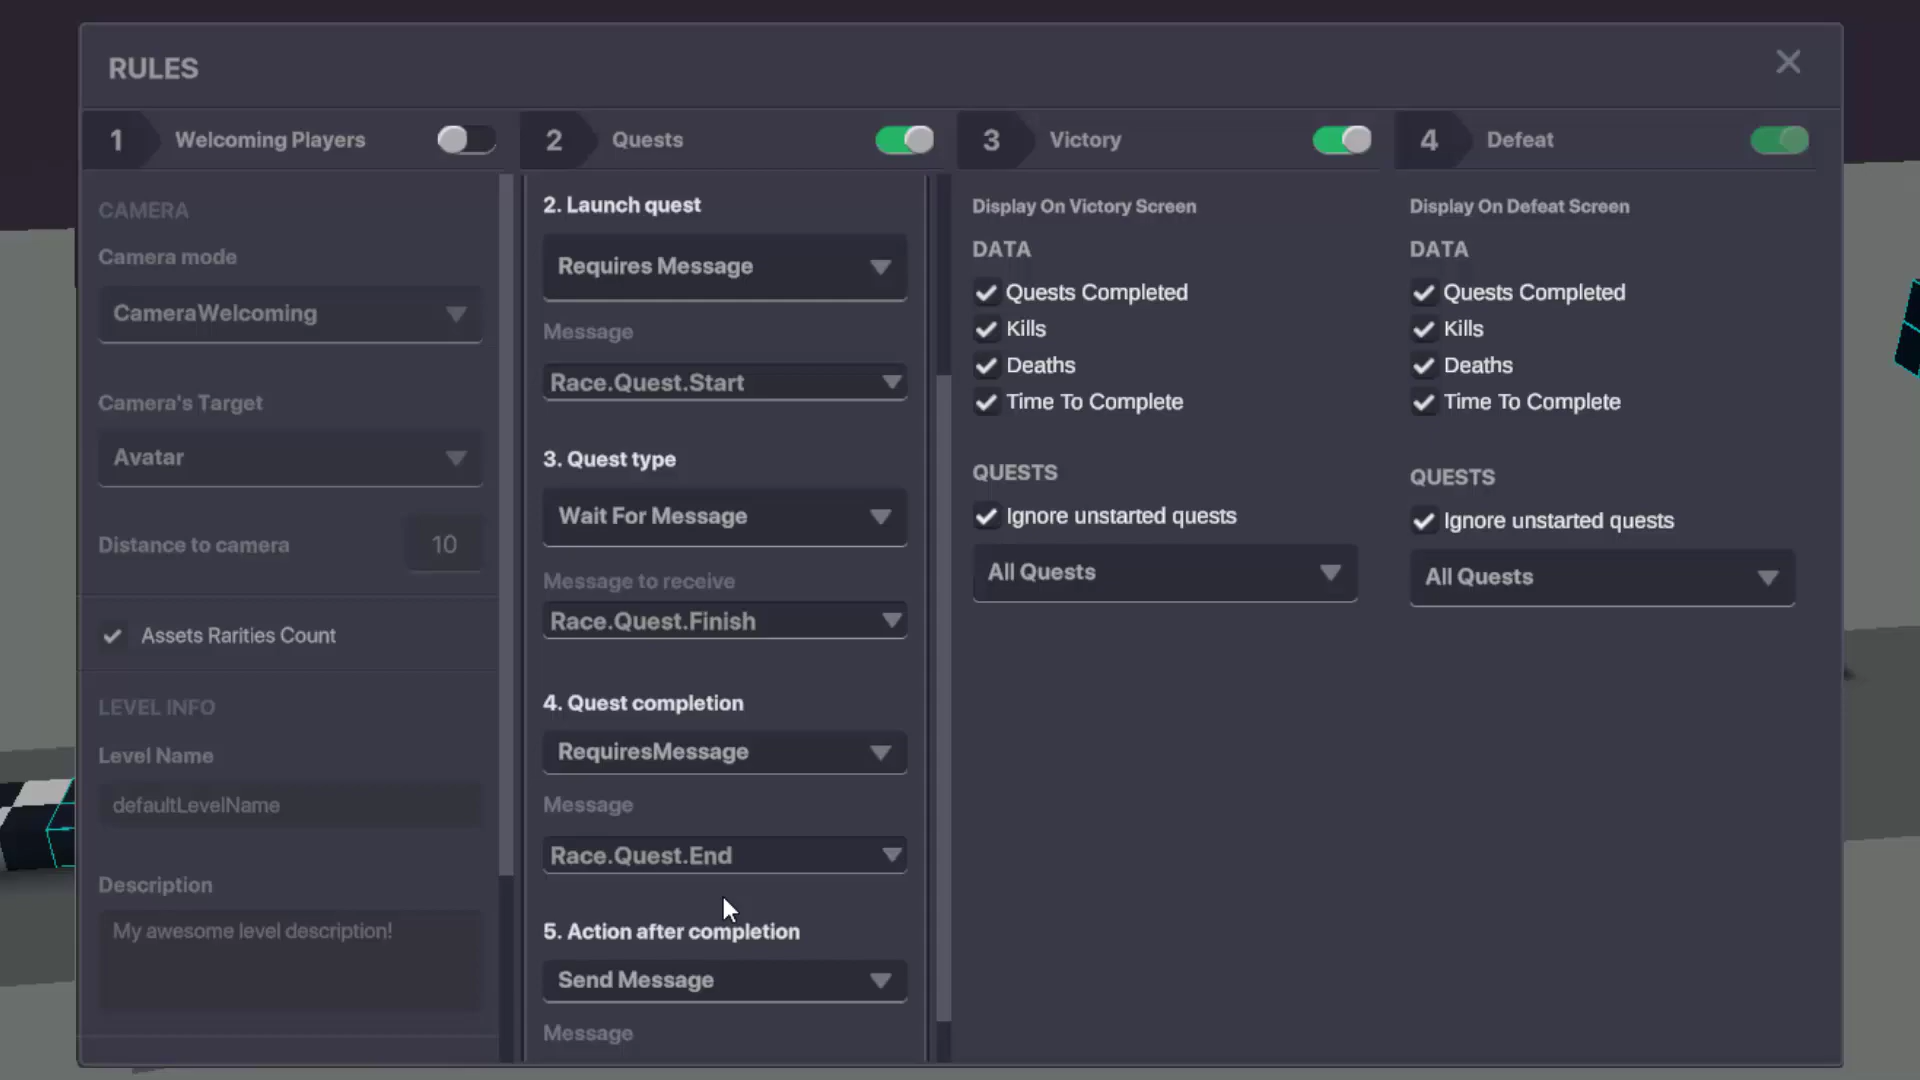 RULES
1 Welcoming Players
2 Quests
3 Victory
4 Defeat
CAMERA
Camera mode
CameraWelcoming
Camera's Target
Avatar
Distance to camera 10
Assets Rarities Count
LEVEL INFO
Level Name
defaultLevelName
Description
My awesome level description!
2. Launch quest
Requires Message
Message
Race.Quest.Start
3. Quest type
Wait For Message
Message to receive
Race.Quest.Finish
4. Quest completion
RequiresMessage
Message
Race.Quest.End
5. Action after completion
Send Message
Message
Display On Victory Screen
DATA
Quests Completed
Kills
Deaths
Time To Complete
QUESTS
Ignore unstarted quests
All Quests
Display On Defeat Screen
DATA
Quests Completed
Kills
Deaths
Time To Complete
QUESTS
Ignore unstarted quests
All Quests